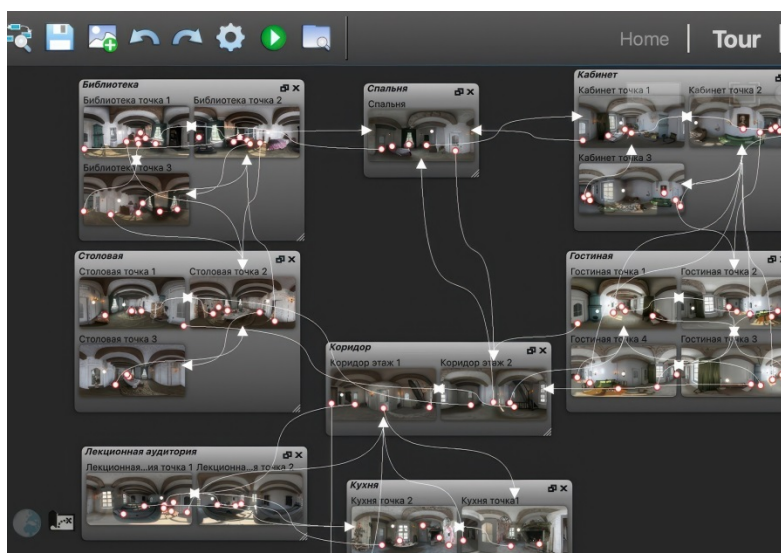 Home | Tour |
Библиотека
Библиотека точка 1 Библиотека точка 2
Библиотека точка 3
Спальня
Спальня
Кабинет
Кабинет точка 1 Кабинет точка 2
Кабинет точка 3
Столовая
Столовая точка 1 Столовая точка 2
Столовая точка 3
Гостиная
Гостиная точка 1 Гостиная точка 2
Гостиная точка 4 Гостиная точка 3
Коридор
Коридор этаж 1 Коридор этаж 2
Лекционная аудитория
Лекционная...ия точка 1 Лекционна...я точка 2
Кухня
Кухня точка 2 Кухня точка1